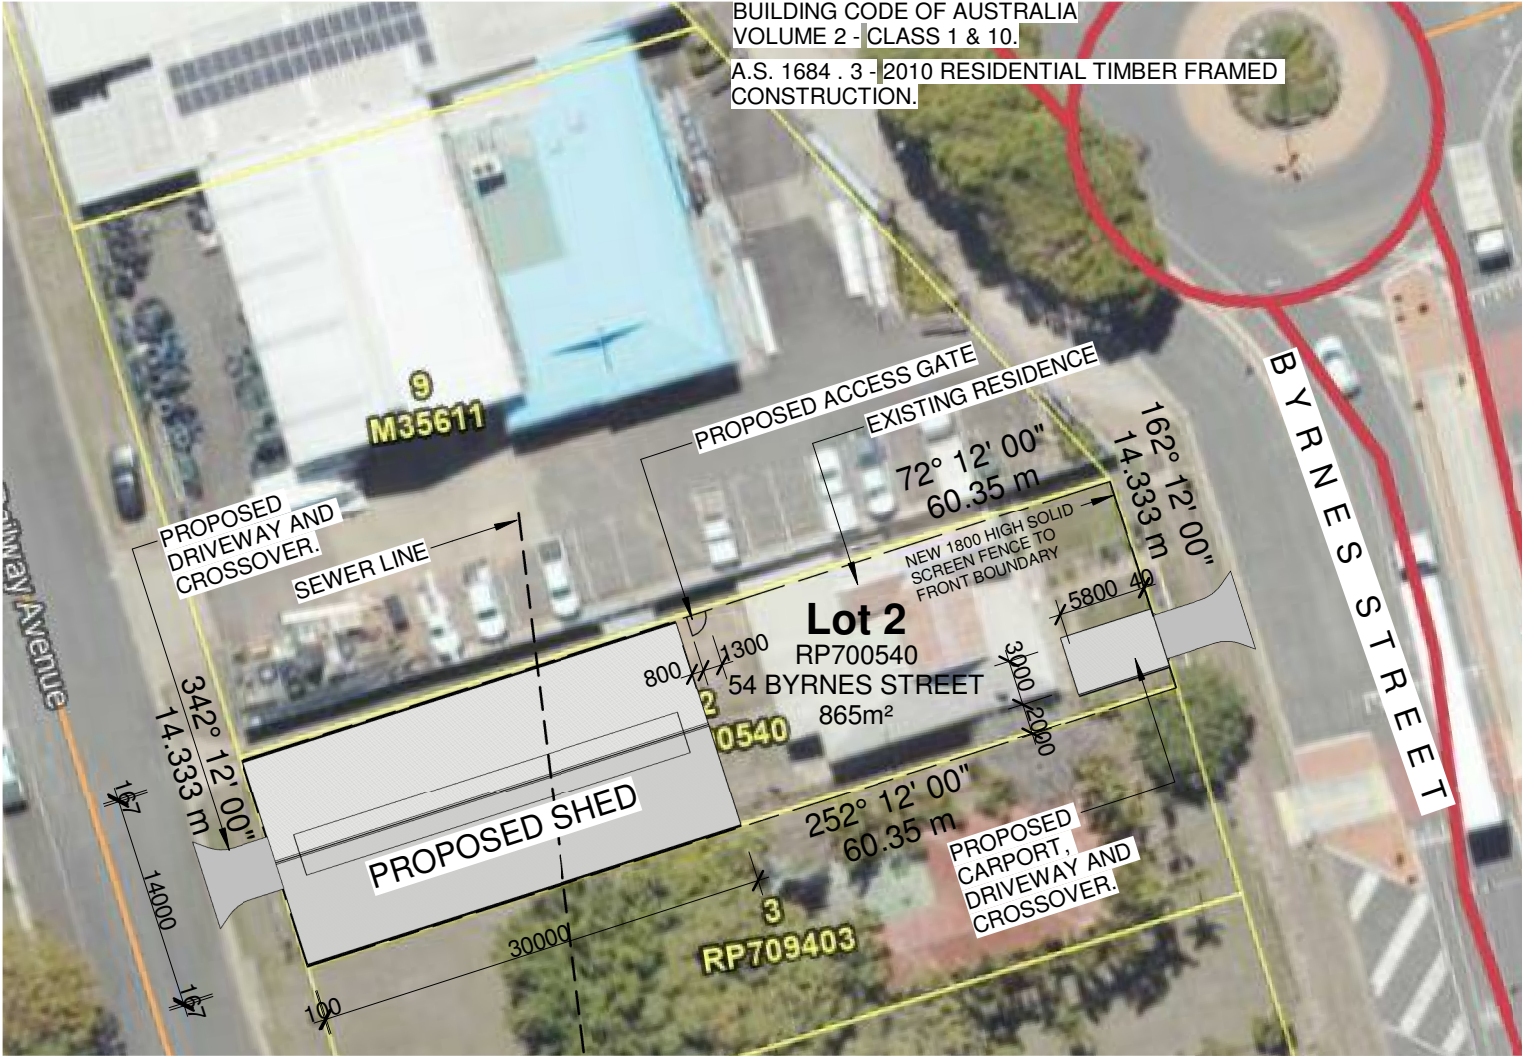 BUILDING CODE OF AUSTRALIA
VOLUME 2 - CLASS 1 & 10.
A.S. 1684 . 3 - 2010 RESIDENTIAL TIMBER FRAMED
CONSTRUCTION.
9
M35611
PROPOSED ACCESS GATE
EXISTING RESIDENCE
72° 12' 00"
60.35 m
162° 12' 00"
14.333 m
BYRNES STREET
PROPOSED
DRIVEWAY AND
CROSSOVER.
SEWER LINE
NEW 1800 HIGH SOLID
SCREEN FENCE TO
FRONT BOUNDARY
5800
40
Lot 2
RP700540
54 BYRNES STREET
865m²
800
1300
3000
2000
2
0540
Avenue
342° 12' 00"
14.333 m
PROPOSED SHED
252° 12' 00"
60.35 m
PROPOSED
CARPORT,
DRIVEWAY AND
CROSSOVER.
167
14000
167
30000
100
3
RP709403